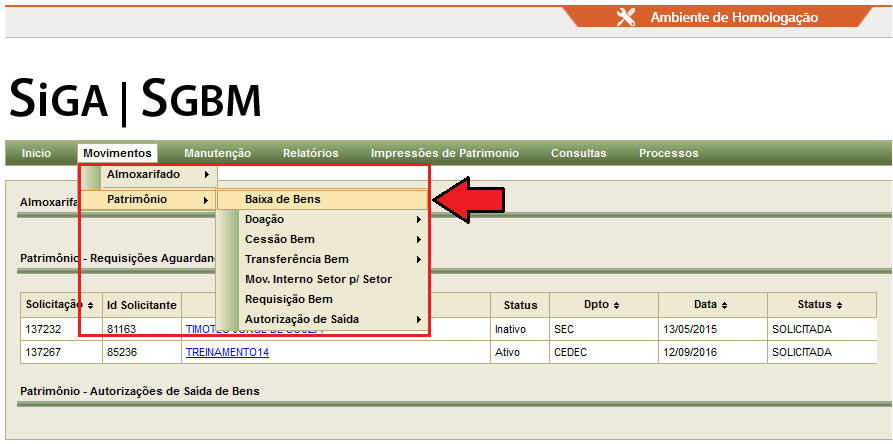 Ambiente de Homologação
SIGA | SGBM
Inicio Movimentos Manutenção Relatórios Impressões de Patrimonio Consultas Processos
Almoxarifado
Patrimônio
Baixa de Bens
Doação
Cessão Bem
Transferência Bem
Mov. Interno Setor p/ Setor
Requisição Bem
Autorização de Saída
Almoxarifa
Patrimônio - Requisições Aguardan
Solicitação Id Solicitante Status Dpto Data Status
137232 81163 Inativo SEC 13/05/2015 SOLICITADA
137267 85236 TREINAMENTO14 Ativo CEDEC 12/09/2016 SOLICITADA
Patrimônio - Autorizações de Saída de Bens